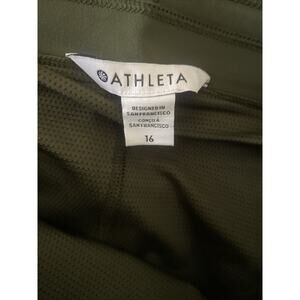 ATHLETA
DESIGNED IN
SAN FRANCISCO
CONÇU À
SAN FRANCISCO
16